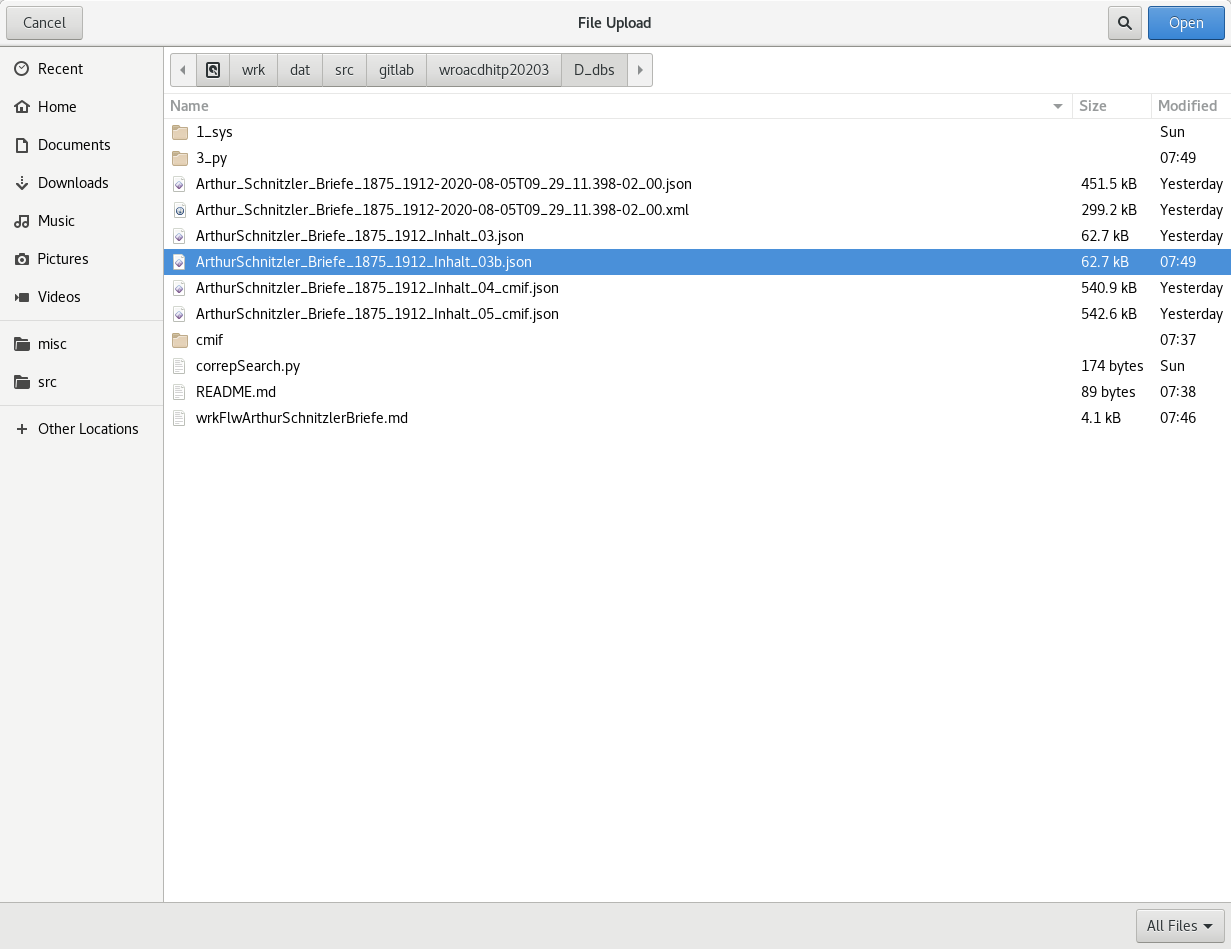 Cancel File Upload Open
Recent
Home
Documents
Downloads
Music
Pictures
Videos
misc
src
Other Locations
wrk dat src gitlab wroacdhitp20203 D_dbs
Name Size Modified
1_sys Sun
3_py 07:49
Arthur_Schnitzler_Briefe_1875_1912-2020-08-05T09_29_11.398-02_00.json 451.5 kB Yesterday
Arthur_Schnitzler_Briefe_1875_1912-2020-08-05T09_29_11.398-02_00.xml 299.2 kB Yesterday
ArthurSchnitzler_Briefe_1875_1912_Inhalt_03.json 62.7 kB Yesterday
ArthurSchnitzler_Briefe_1875_1912_Inhalt_03b.json 62.7 kB 07:49
ArthurSchnitzler_Briefe_1875_1912_Inhalt_04_cmif.json 540.9 kB Yesterday
ArthurSchnitzler_Briefe_1875_1912_Inhalt_05_cmif.json 542.6 kB Yesterday
cmif 07:37
correpSearch.py 174 bytes Sun
README.md 89 bytes 07:38
wrkFlwArthurSchnitzlerBriefe.md 4.1 kB 07:46
All Files